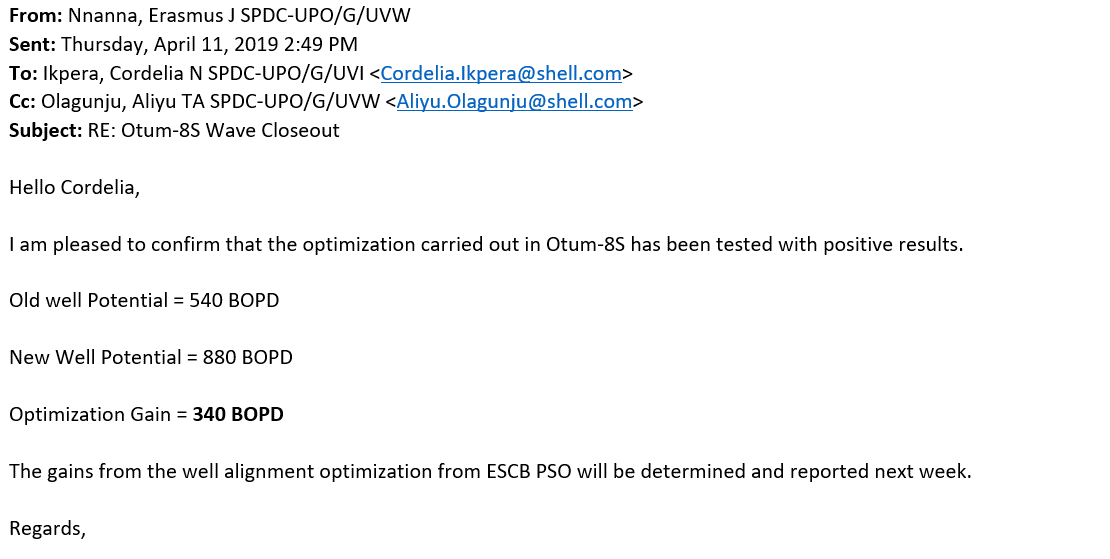 From: Nnanna, Erasmus J SPDC-UPO/G/UVW
Sent: Thursday, April 11, 2019 2:49 PM
To: Ikpera, Cordelia N SPDC-UPO/G/UVI <Cordelia.Ikpera@shell.com>
Cc: Olagunju, Aliyu TA SPDC-UPO/G/UVW <Aliyu.Olagunju@shell.com>
Subject: RE: Otum-8S Wave Closeout
Hello Cordelia,
I am pleased to confirm that the optimization carried out in Otum-8S has been tested with positive results.
Old well Potential = 540 BOPD
New Well Potential = 880 BOPD
Optimization Gain = 340 BOPD
The gains from the well alignment optimization from ESCB PSO will be determined and reported next week.
Regards,